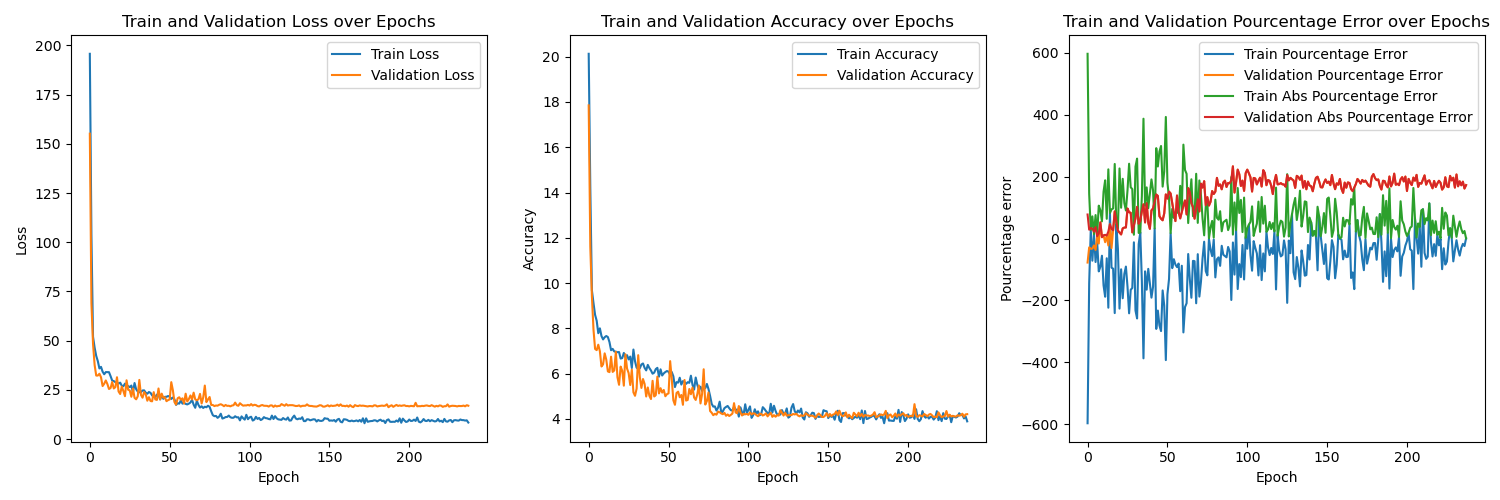 Train and Validation Loss over Epochs
200
175
150
125
100
75
50
25
0
Loss
Train Loss
Validation Loss
0
50
100
150
200
Epoch
Train and Validation Accuracy over Epochs
20
18
16
14
12
10
8
6
4
Accuracy
Train Accuracy
Validation Accuracy
0
50
100
150
200
Epoch
Train and Validation Pourcentage Error over Epochs
600
400
200
0
−200
−400
−600
Pourcentage error
Train Pourcentage Error
Validation Pourcentage Error
Train Abs Pourcentage Error
Validation Abs Pourcentage Error
0
50
100
150
200
Epoch